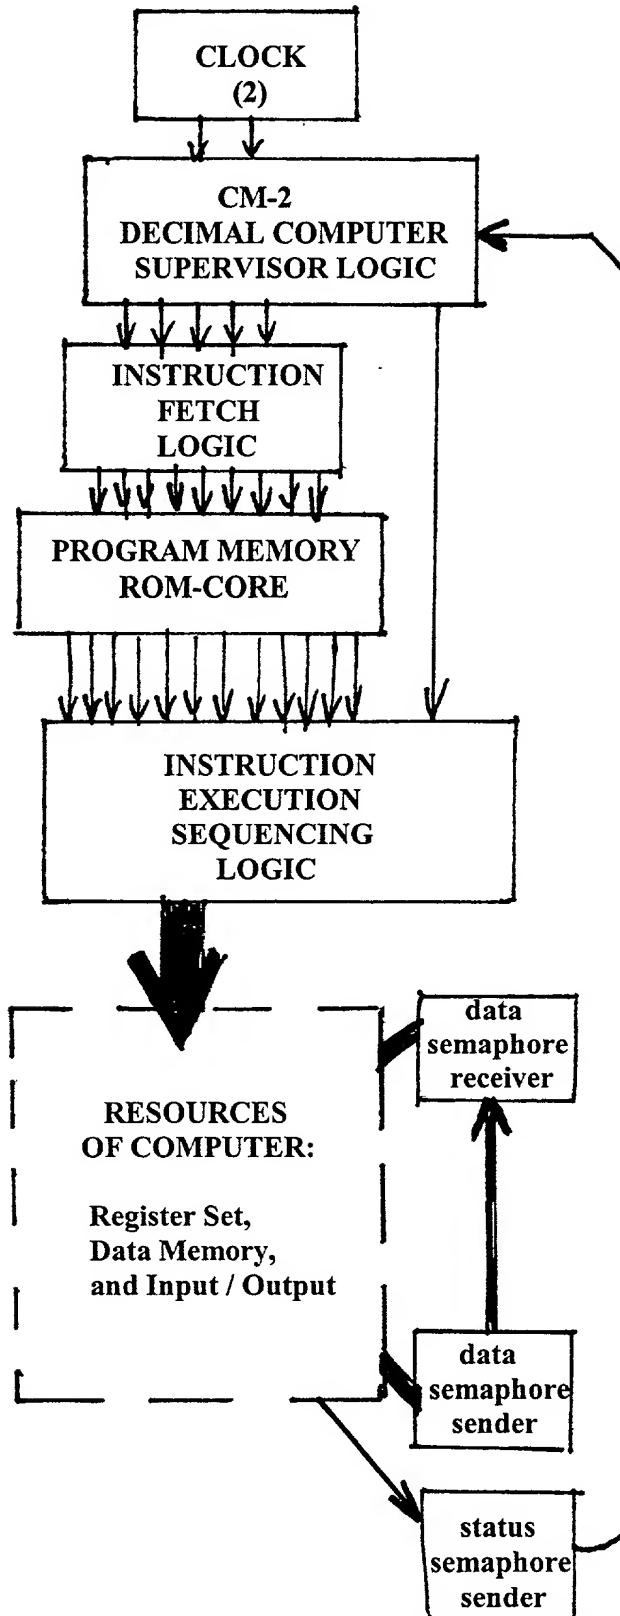 CLOCK
(2)
CM-2
DECIMAL COMPUTER
SUPERVISOR LOGIC
INSTRUCTION
FETCH
LOGIC
PROGRAM MEMORY
ROM-CORE
INSTRUCTION
EXECUTION
SEQUENCING
LOGIC
data
semaphore
receiver
RESOURCES
OF COMPUTER:
Register Set,
Data Memory,
and Input / Output
data
semaphore
sender
status
semaphore
sender